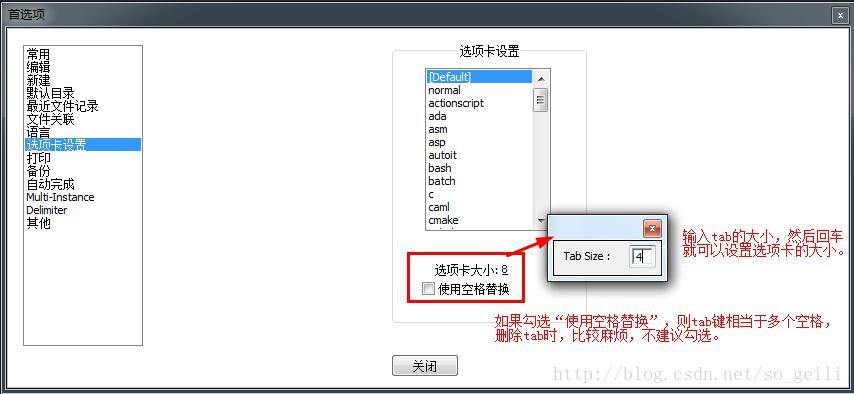 首选项
常用
编辑
新建
默认目录
最近文件记录
文件关联
语言
选项卡设置
打印
备份
自动完成
Multi-Instance
Delimiter
其他
选项卡设置
[Default]
normal
actionscript
ada
asm
asp
autoit
bash
batch
c
caml
cmake
选项卡大小: 8
使用空格替换
Tab Size :
4
输入tab的大小，然后回车
就可以设置选项卡的大小。
如果勾选“使用空格替换”，则tab键相当于多个空格，
删除tab时，比较麻烦，不建议勾选。
关闭
http://blog.csdn.net/so_geili